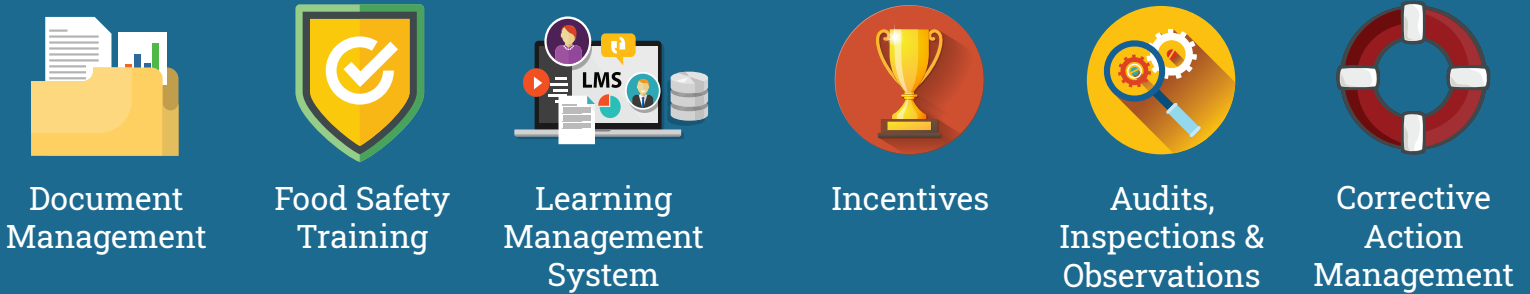 LMS
Document
Management
Food Safety
Training
Learning
Management
System
Incentives
Audits,
Inspections &
Observations
Corrective
Action
Management